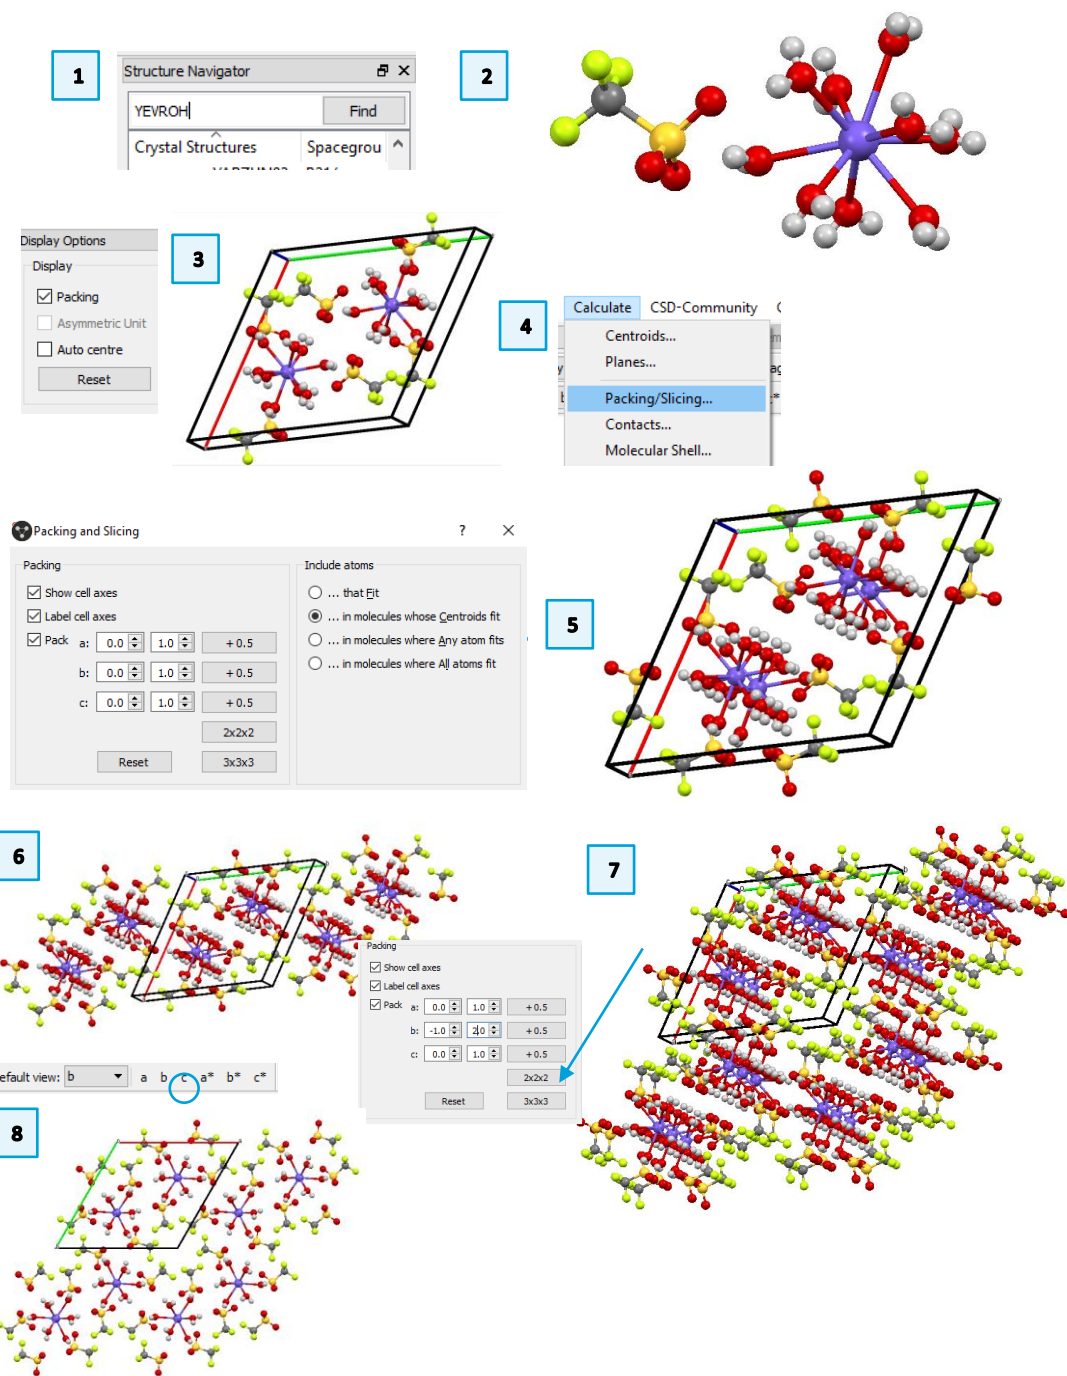 1
Structure Navigator
YEVROH
Find
Crystal Structures
Spacegrou
2
Display Options
Display
Packing
Asymmetric Unit
Auto centre
Reset
3
4
Calculate
CSD-Community
Centroids...
Planes...
Packing/Slicing...
Contacts...
Molecular Shell...
Packing and Slicing
?
Packing
Show cell axes
Label cell axes
Pack a: 0.0 1.0 +0.5
b: 0.0 1.0 +0.5
c: 0.0 1.0 +0.5
2x2x2
Reset 3x3x3
Include atoms
... that Fit
... in molecules whose Centroids fit
... in molecules where Any atom fits
... in molecules where All atoms fit
5
6
Packing
Show cell axes
Label cell axes
Pack a: 0.0 1.0 +0.5
b: -1.0 2.0 +0.5
c: 0.0 1.0 +0.5
2x2x2
Reset 3x3x3
7
efault view: b a b c a* b* c*
8